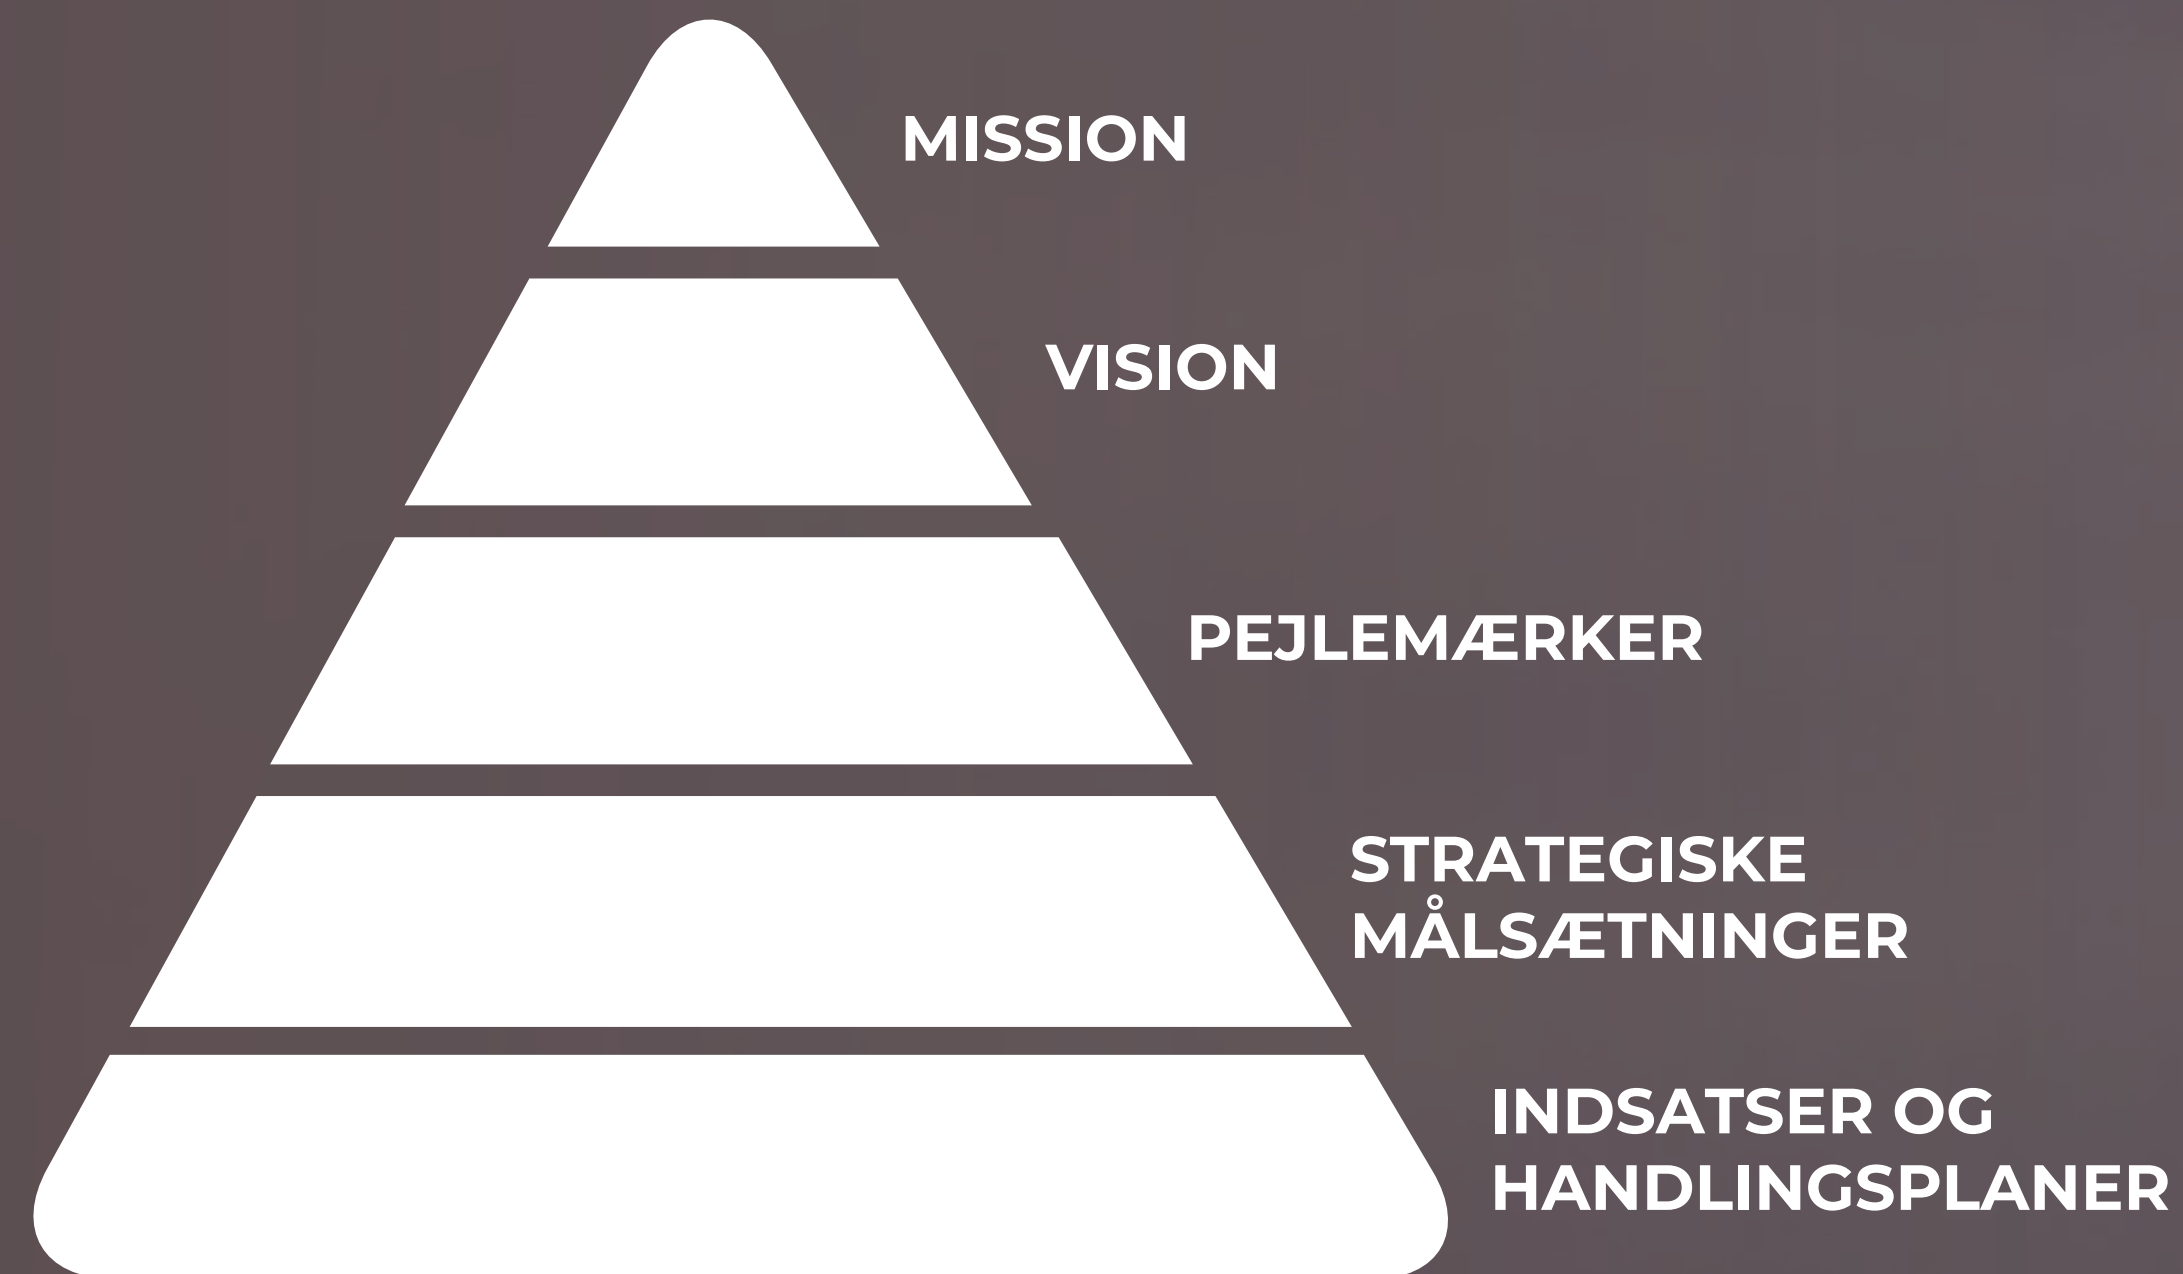 MISSION
VISION
PEJLEMÆRKER
STRATEGISKE
MÅLSÆTNINGER
INDSATSER OG
HANDLINGSPLANER